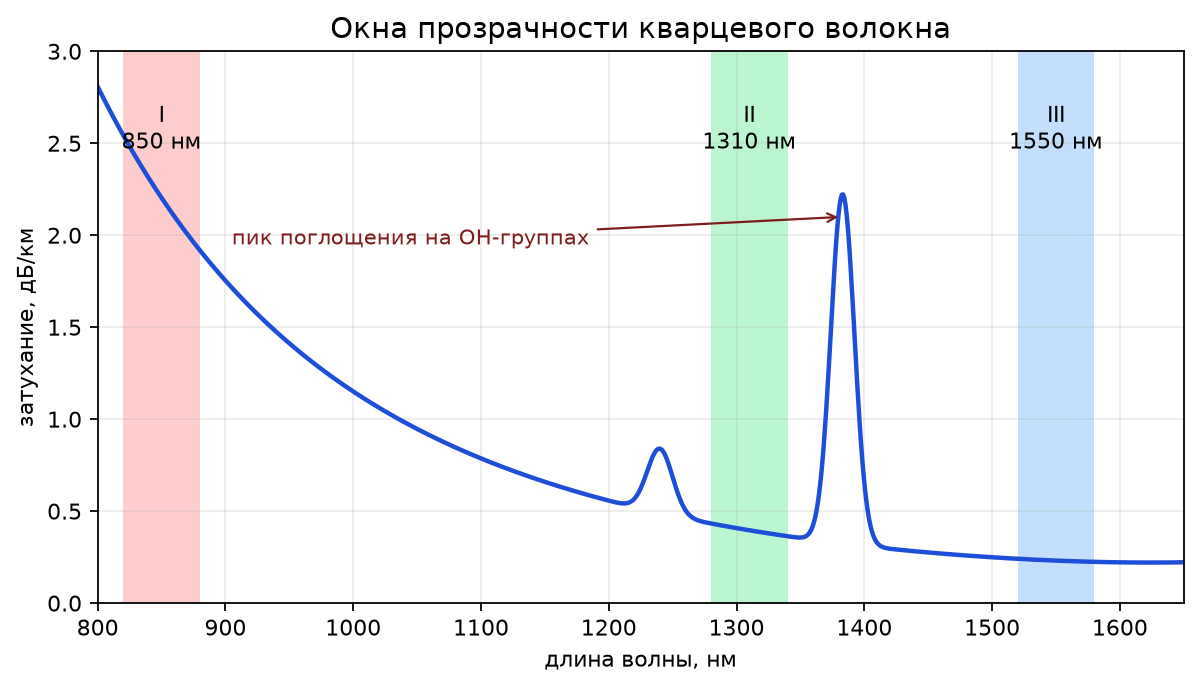 Окна прозрачности кварцевого волокна
3.0
2.5
2.0
1.5
1.0
0.5
0.0
затухание, дБ/км
I
850 нм
II
1310 нм
III
1550 нм
пик поглощения на OH-группах
800 900 1000 1100 1200 1300 1400 1500 1600
длина волны, нм